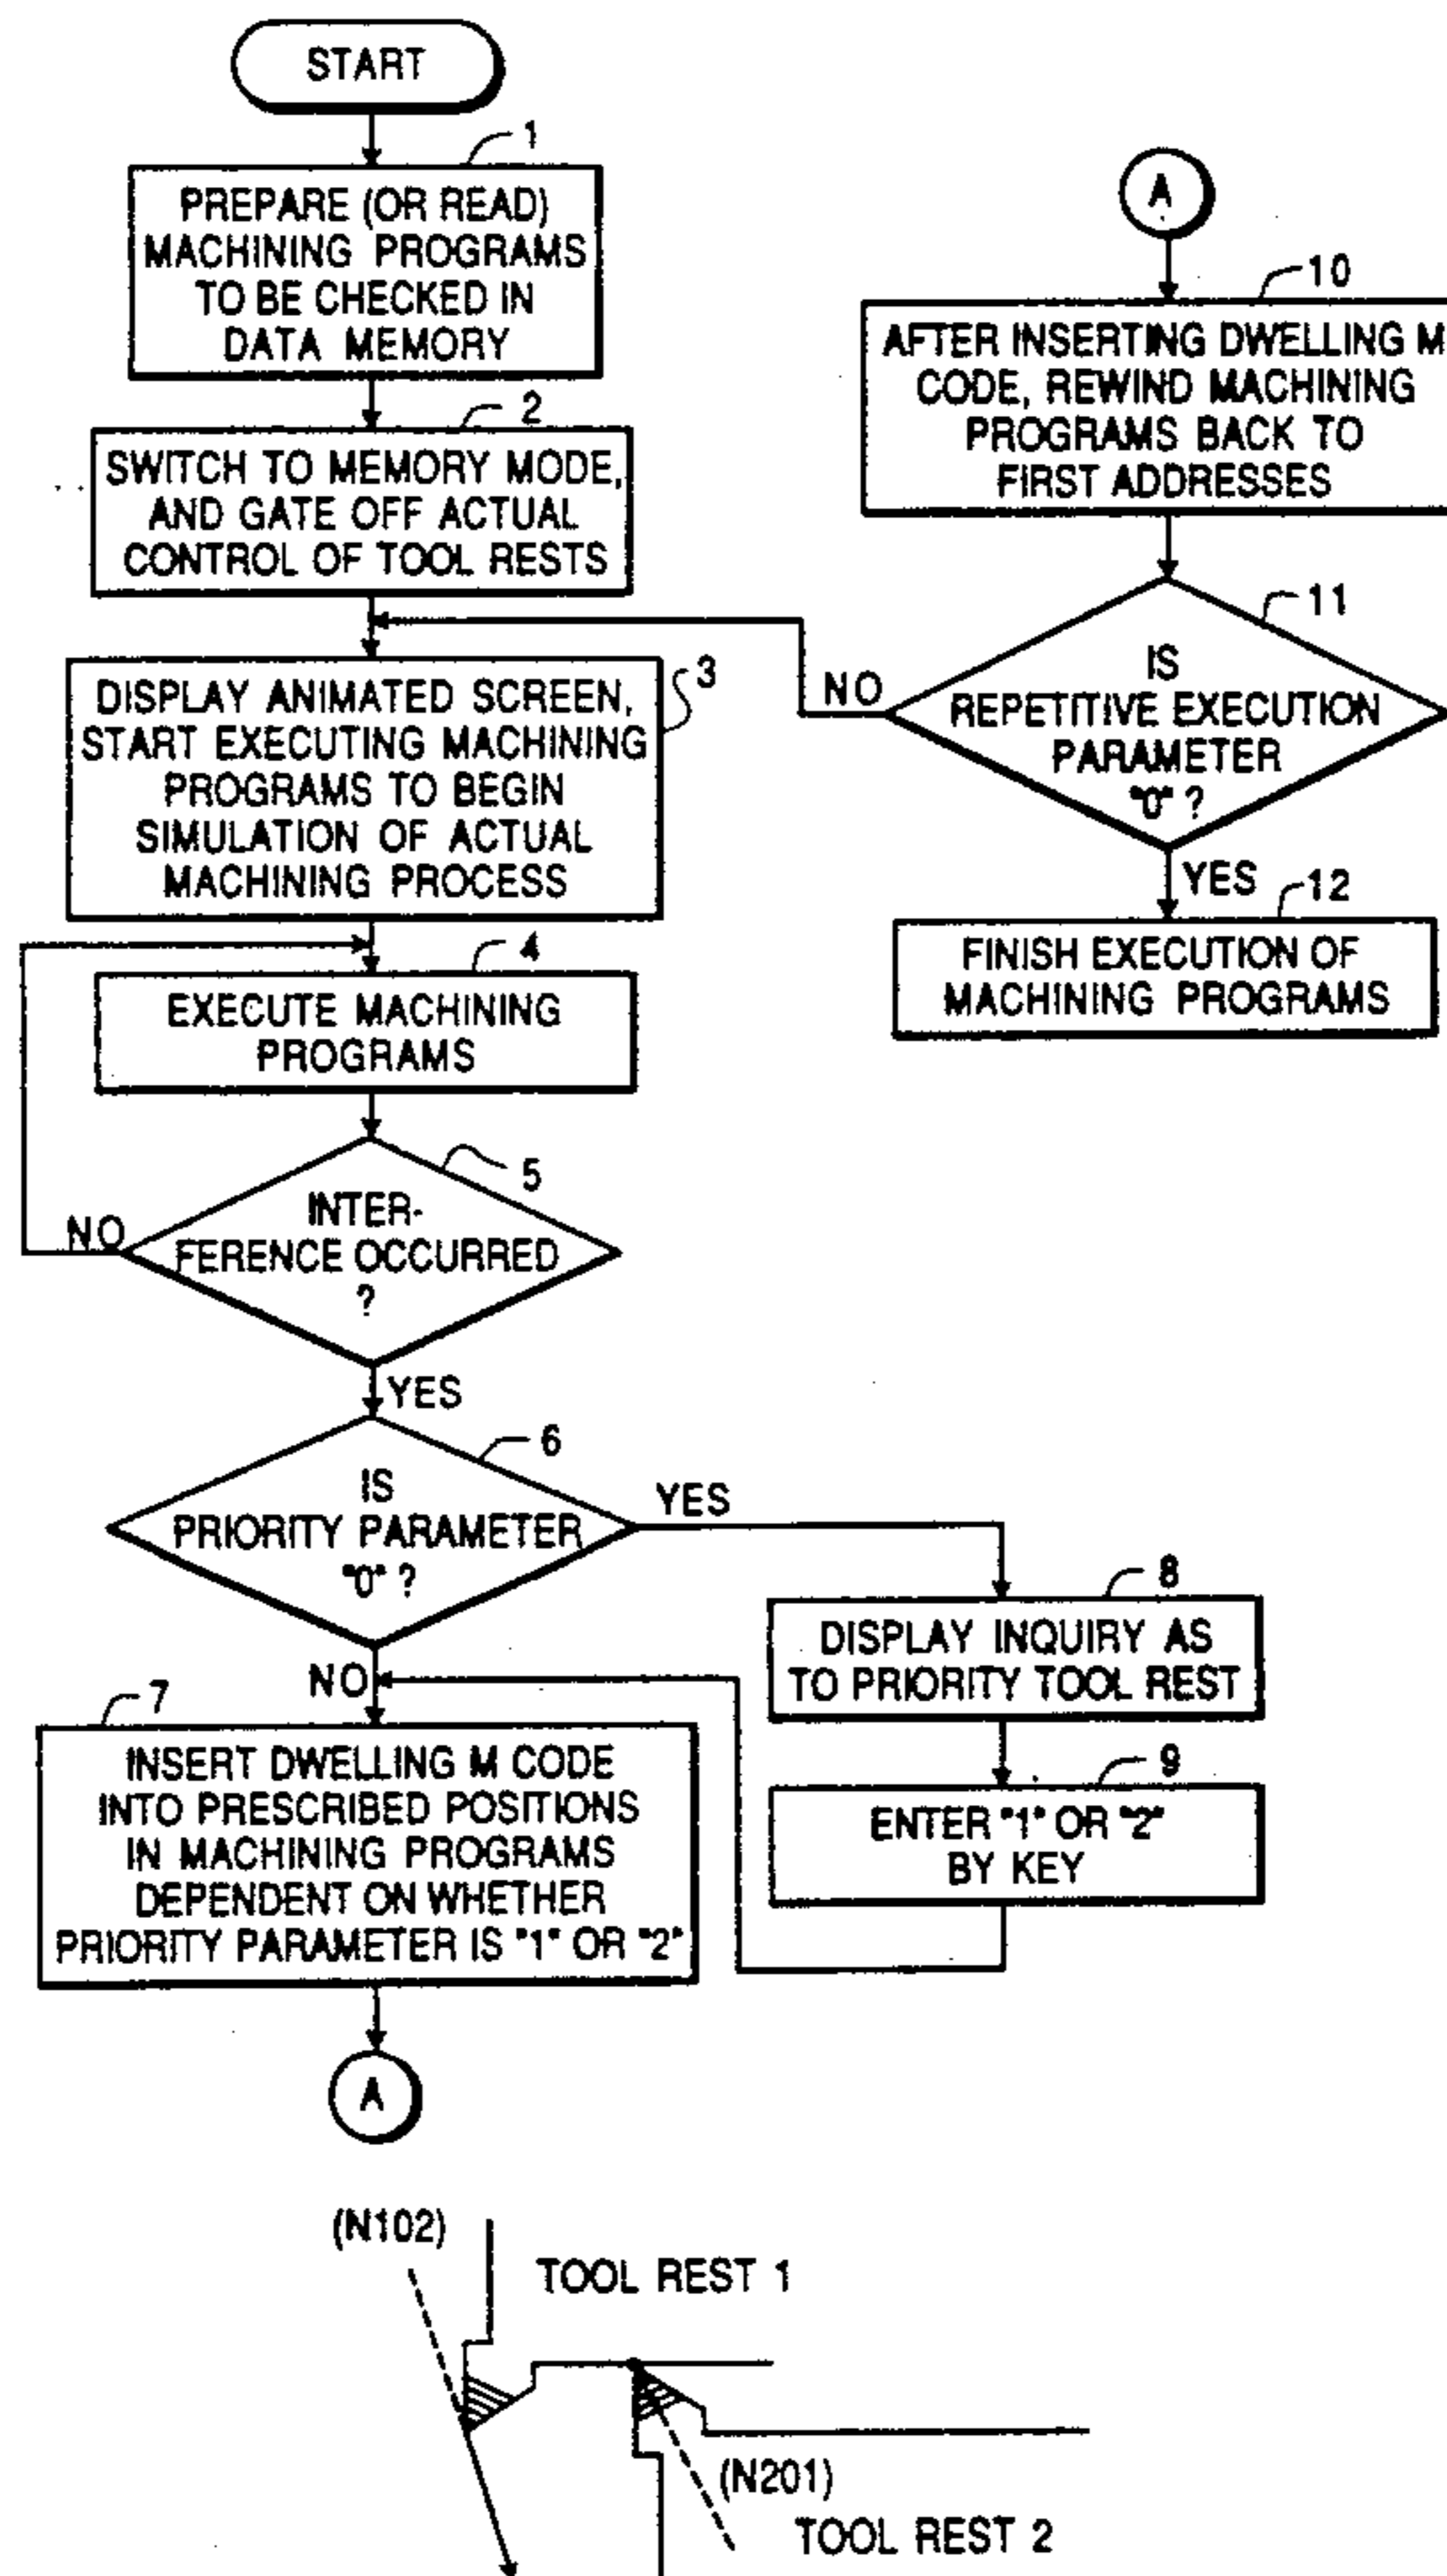 START
1
PREPARE (OR READ)
MACHINING PROGRAMS
TO BE CHECKED IN
DATA MEMORY
2
SWITCH TO MEMORY MODE,
AND GATE OFF ACTUAL
CONTROL OF TOOL RESTS
3
DISPLAY ANIMATED SCREEN,
START EXECUTING MACHINING
PROGRAMS TO BEGIN
SIMULATION OF ACTUAL
MACHINING PROCESS
4
EXECUTE MACHINING
PROGRAMS
5
INTER-
FERENCE OCCURRED
?
NO
YES
6
IS
PRIORITY PARAMETER
"0" ?
YES
NO
7
INSERT DWELLING M CODE
INTO PRESCRIBED POSITIONS
IN MACHINING PROGRAMS
DEPENDENT ON WHETHER
PRIORITY PARAMETER IS "1" OR "2"
8
DISPLAY INQUIRY AS
TO PRIORITY TOOL REST
9
ENTER "1" OR "2"
BY KEY
A
A
10
AFTER INSERTING DWELLING M
CODE, REWIND MACHINING
PROGRAMS BACK TO
FIRST ADDRESSES
11
IS
REPETITIVE EXECUTION
PARAMETER
"0" ?
NO
YES
12
FINISH EXECUTION OF
MACHINING PROGRAMS
(N102)
TOOL REST 1
(N201)
TOOL REST 2